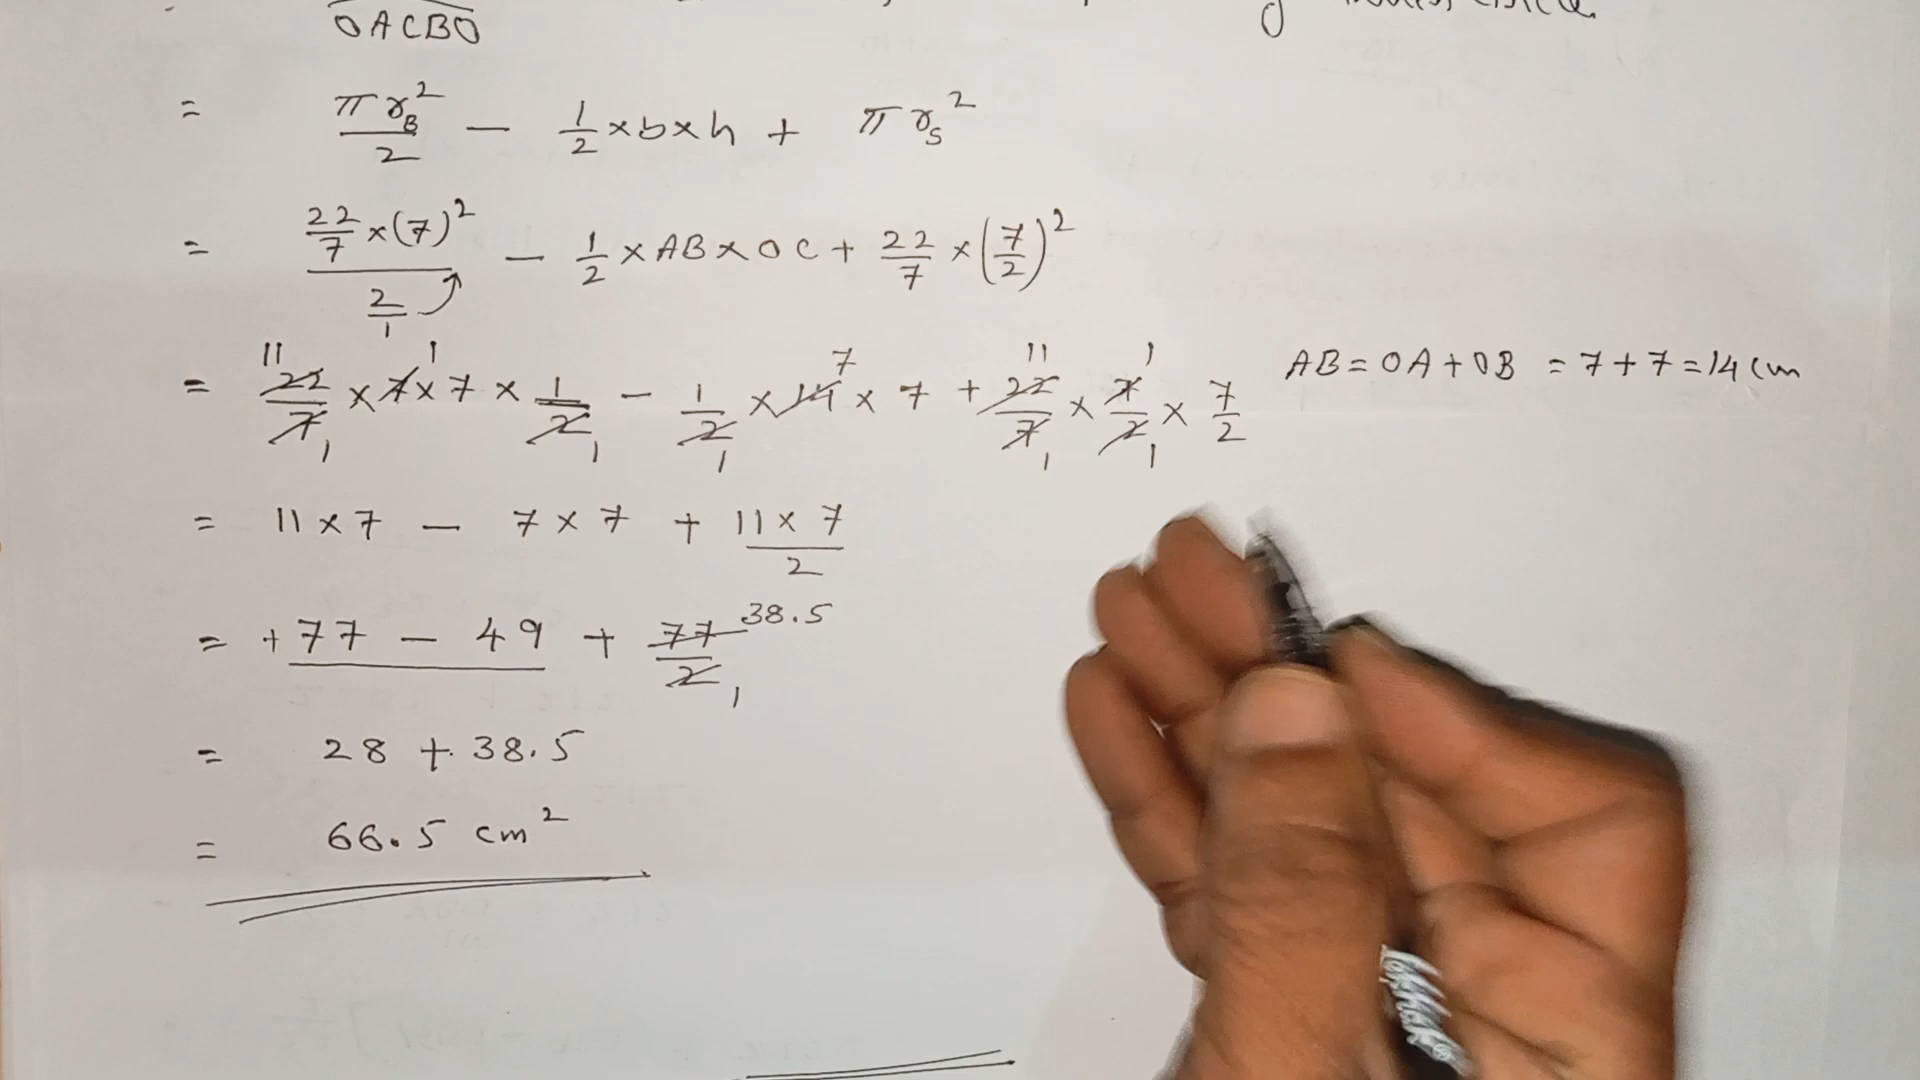 OACBO
= πr_B²/2 − 1/2 × b × h + π r_s²
= 22/7 × (7)² / 2/1 − 1/2 × AB × OC + 22/7 × (7/2)²
= 22/7 × 7 × 7 × 1/2 − 1/2 × 14 × 7 + 22/7 × 7/2 × 7/2 AB = OA + OB = 7 + 7 = 14 cm
= 11 × 7 − 7 × 7 + 11 × 7 / 2
= + 77 − 49 + 77/2 38.5
= 28 + 38.5
= 66.5 cm²